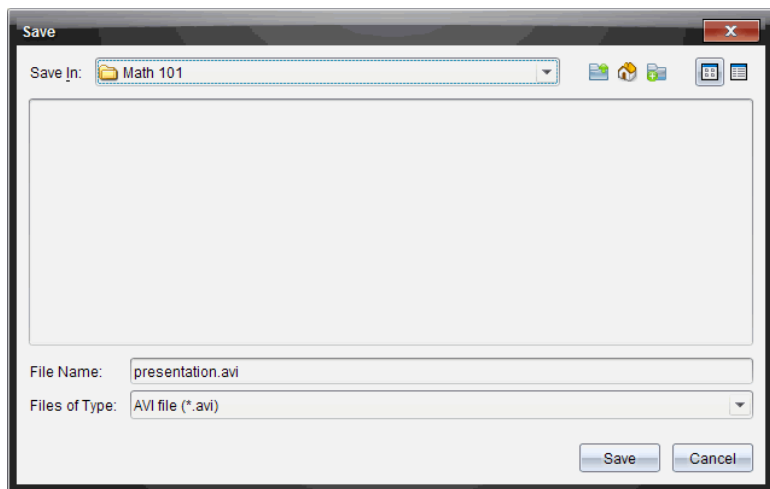 Save
Save In: Math 101
File Name: presentation.avi
Files of Type: AVI file (*.avi)
Save Cancel